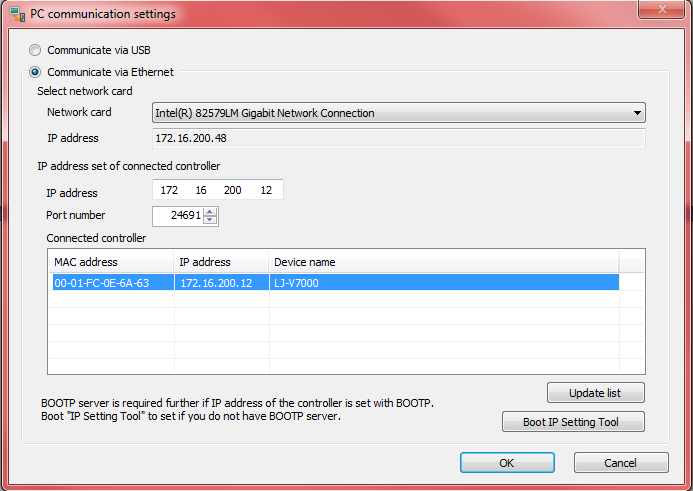 PC communication settings
Communicate via USB
Communicate via Ethernet
Select network card
Network card Intel(R) 82579LM Gigabit Network Connection
IP address 172.16.200.48
IP address set of connected controller
IP address 172 16 200 12
Port number 24691
Connected controller
MAC address IP address Device name
00-01-FC-0E-6A-63 172.16.200.12 LJ-V7000
Update list
BOOTP server is required further if IP address of the controller is set with BOOTP.
Boot "IP Setting Tool" to set if you do not have BOOTP server.
Boot IP Setting Tool
OK Cancel